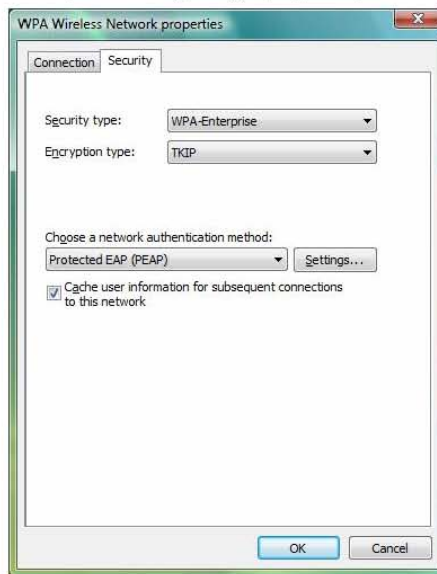 WPA Wireless Network properties
Connection
Security
Security type:
WPA-Enterprise
Encryption type:
TKIP
Choose a network authentication method:
Protected EAP (PEAP)
Settings...
Cache user information for subsequent connections
to this network
OK
Cancel